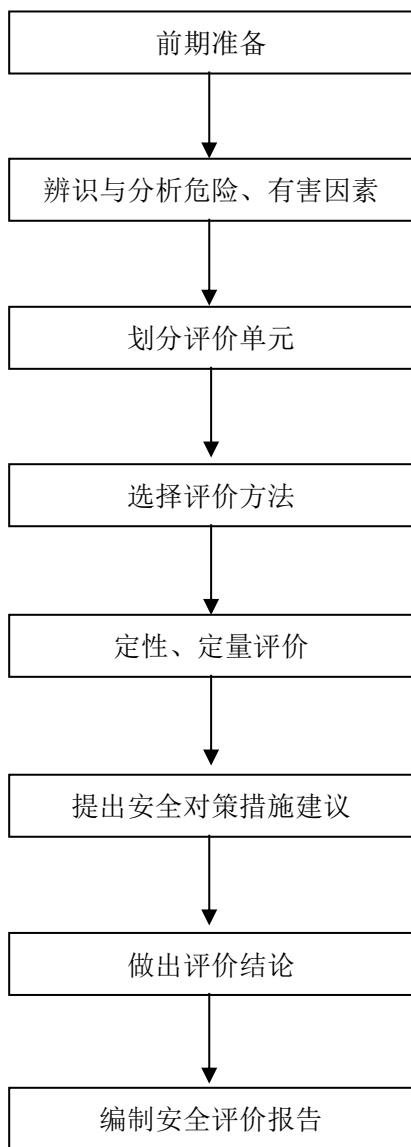 前期准备
辨识与分析危险、有害因素
划分评价单元
选择评价方法
定性、定量评价
提出安全对策措施建议
做出评价结论
编制安全评价报告